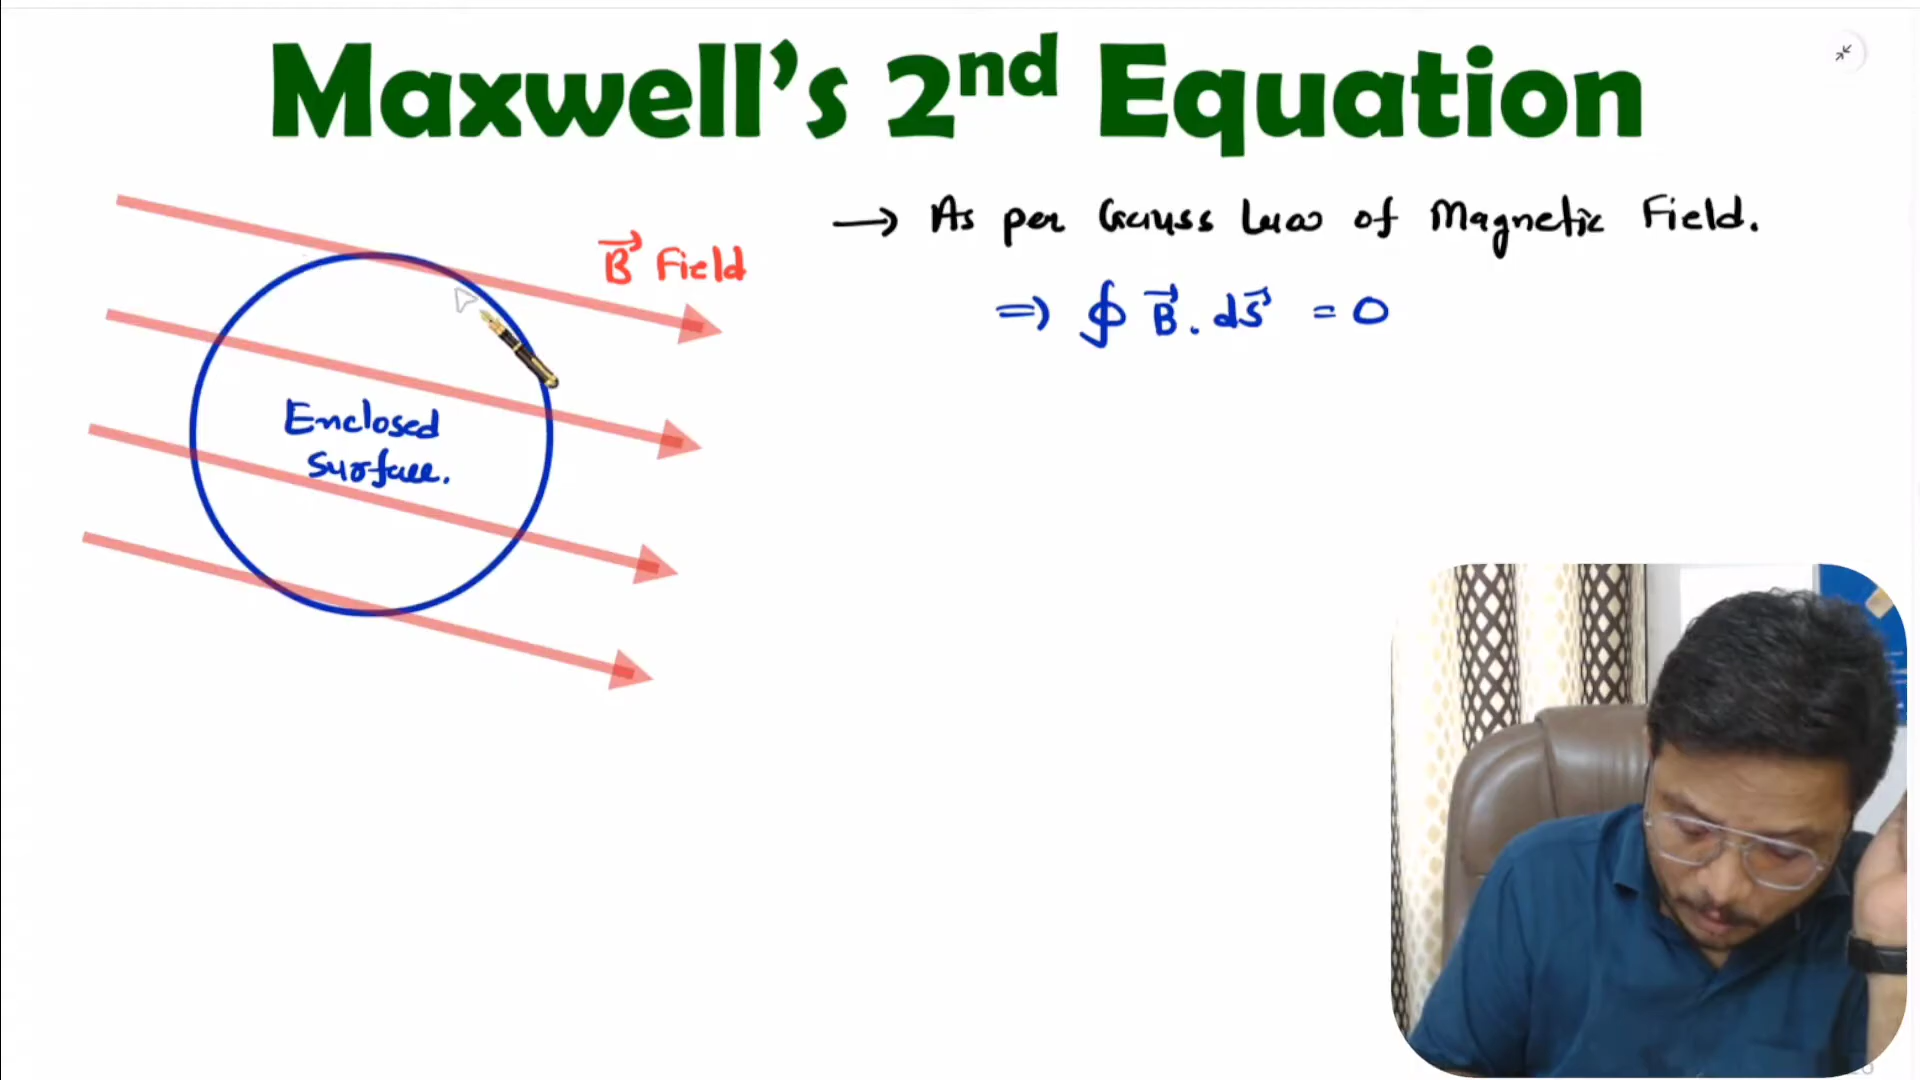 Maxwell's 2nd Equation
→ As per Gauss Law of Magnetic Field.
B⃗ Field
⇒ ∮ B⃗ . dS⃗ = 0
Enclosed
Surface.